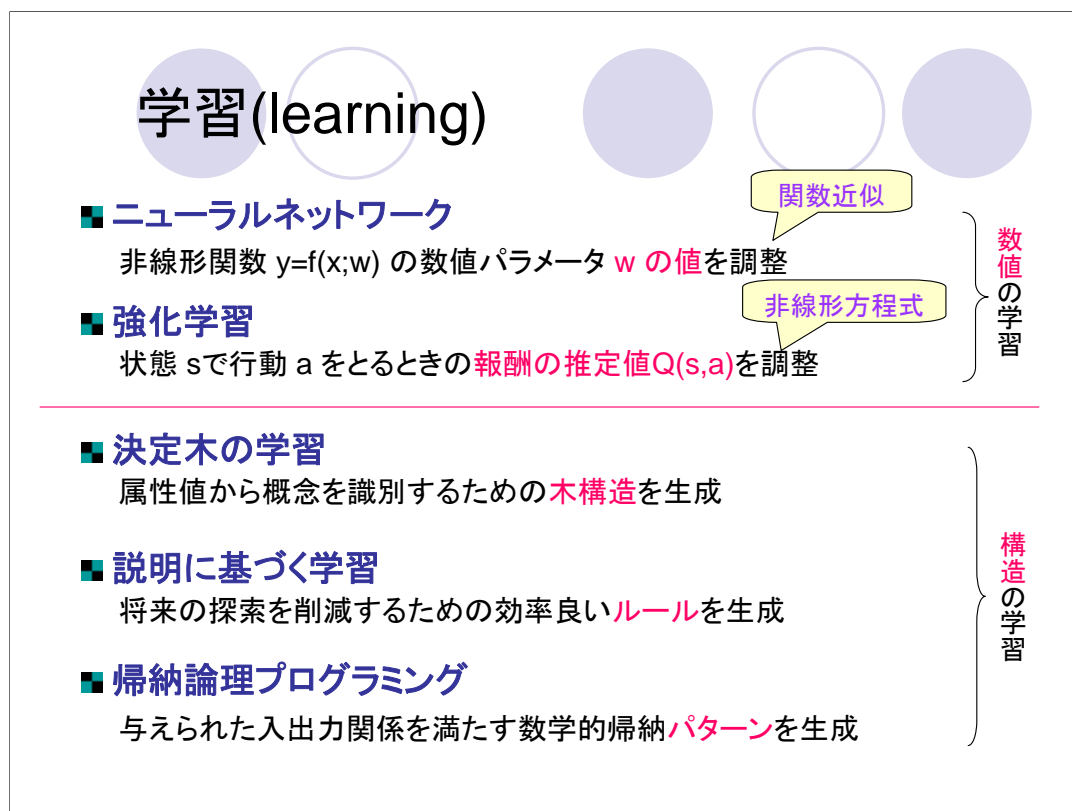 学習(learning)
ニューラルネットワーク
関数近似
非線形関数 y=f(x;w) の数値パラメータ w の値を調整
強化学習
非線形方程式
状態 sで行動 a をとるときの報酬の推定値Q(s,a)を調整
数値の学習
決定木の学習
属性値から概念を識別するための木構造を生成
説明に基づく学習
将来の探索を削減するための効率良いルールを生成
帰納論理プログラミング
与えられた入出力関係を満たす数学的帰納パターンを生成
構造の学習